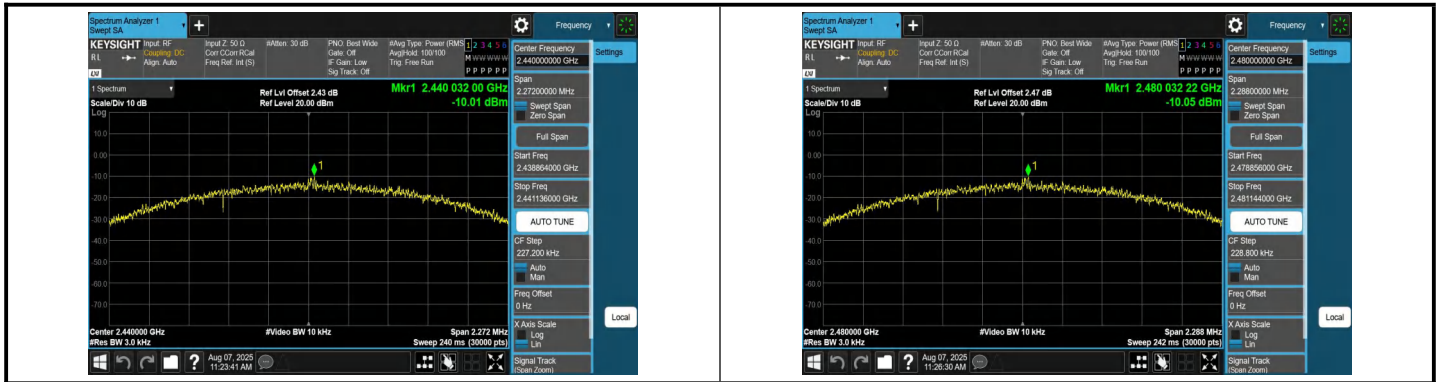 Spectrum Analyzer 1
Swept SA
+
Frequency
KEYSIGHT
Input: RF
Coupling: DC
Align: Auto
Input Z: 50 Ω
Corr CCorr RCal
Freq Ref: Int (S)
#Atten: 30 dB
PNO: Best Wide
Gate: Off
IF Gain: Low
Sig Track: Off
#Avg Type: Power (RMS
Avg|Hold: 100/100
Trig: Free Run
1 2 3 4 5 6
M W W W W W
P P P P P P
RL
LXI
Center Frequency
2.440000000 GHz
Settings
Span
2.27200000 MHz
Swept Span
Zero Span
Full Span
Start Freq
2.438864000 GHz
Stop Freq
2.441136000 GHz
AUTO TUNE
CF Step
227.200 kHz
Auto
Man
Freq Offset
0 Hz
X Axis Scale
Log
Lin
Signal Track
(Span Zoom)
Local
1 Spectrum
Scale/Div 10 dB
Log
Ref Lvl Offset 2.43 dB
Ref Level 20.00 dBm
Mkr1 2.440 032 00 GHz
-10.01 dBm
10.0
0.00
-10.0
-20.0
-30.0
-40.0
-50.0
-60.0
-70.0
1
Center 2.440000 GHz
#Res BW 3.0 kHz
#Video BW 10 kHz
Span 2.272 MHz
Sweep 240 ms (30000 pts)
?
Aug 07, 2025
11:23:41 AM
Spectrum Analyzer 1
Swept SA
+
Frequency
KEYSIGHT
Input: RF
Coupling: DC
Align: Auto
Input Z: 50 Ω
Corr CCorr RCal
Freq Ref: Int (S)
#Atten: 30 dB
PNO: Best Wide
Gate: Off
IF Gain: Low
Sig Track: Off
#Avg Type: Power (RMS
Avg|Hold: 100/100
Trig: Free Run
1 2 3 4 5 6
M W W W W W
P P P P P P
RL
LXI
Center Frequency
2.480000000 GHz
Settings
Span
2.28800000 MHz
Swept Span
Zero Span
Full Span
Start Freq
2.478856000 GHz
Stop Freq
2.481144000 GHz
AUTO TUNE
CF Step
228.800 kHz
Auto
Man
Freq Offset
0 Hz
X Axis Scale
Log
Lin
Signal Track
(Span Zoom)
Local
1 Spectrum
Scale/Div 10 dB
Log
Ref Lvl Offset 2.47 dB
Ref Level 20.00 dBm
Mkr1 2.480 032 22 GHz
-10.05 dBm
10.0
0.00
-10.0
-20.0
-30.0
-40.0
-50.0
-60.0
-70.0
1
Center 2.480000 GHz
#Res BW 3.0 kHz
#Video BW 10 kHz
Span 2.288 MHz
Sweep 242 ms (30000 pts)
?
Aug 07, 2025
11:26:30 AM